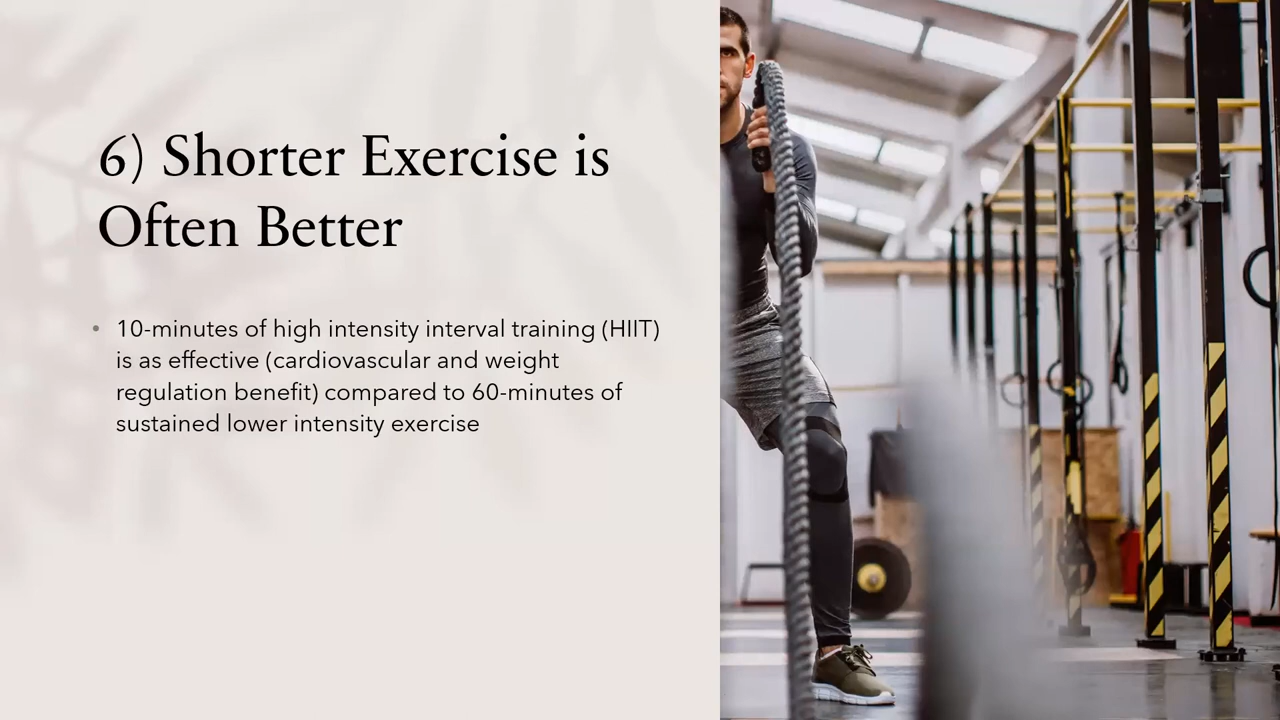 6) Shorter Exercise is
Often Better
• 10-minutes of high intensity interval training (HIIT)
is as effective (cardiovascular and weight
regulation benefit) compared to 60-minutes of
sustained lower intensity exercise